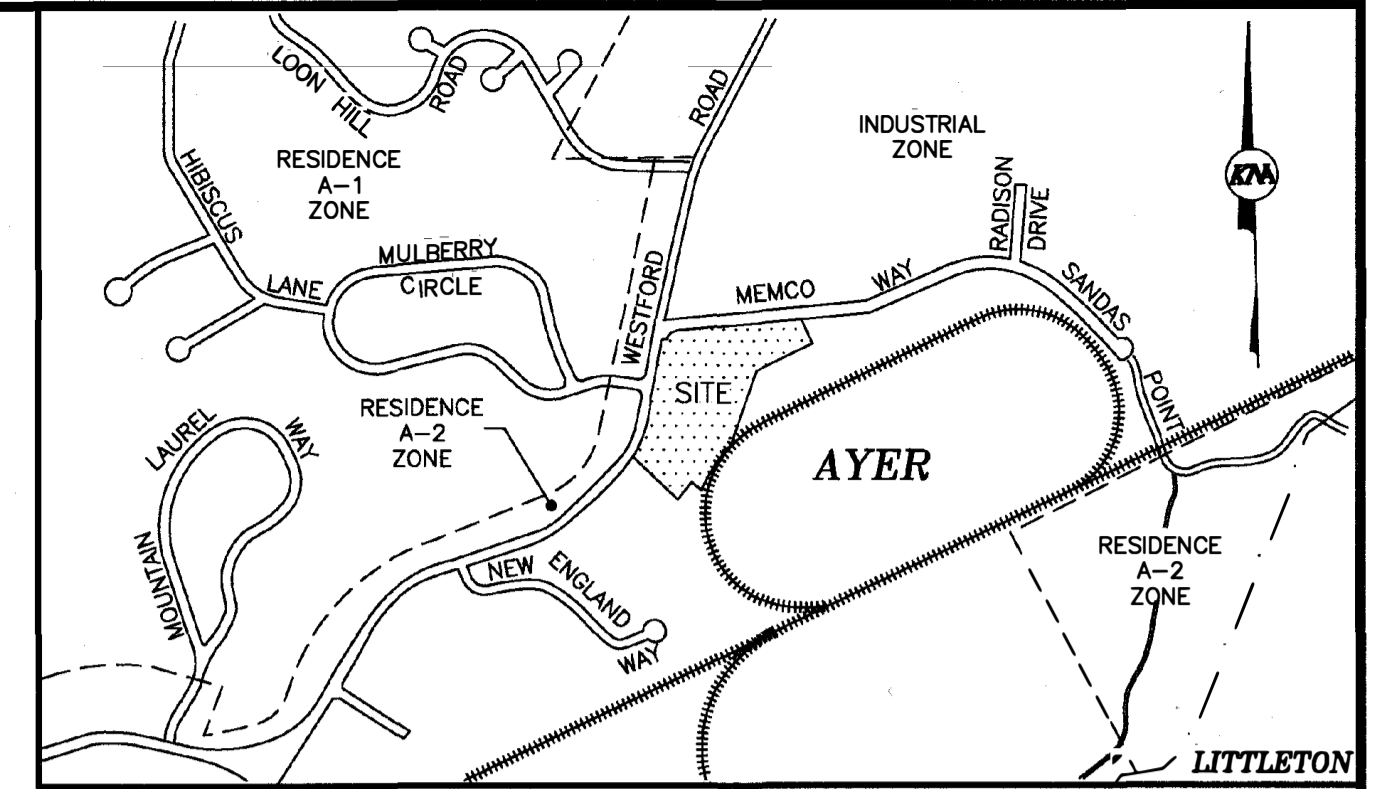 LOON HILL ROAD
ROAD
INDUSTRIAL
ZONE
RESIDENCE
A-1
ZONE
HIBISCUS
LANE
MULBERRY
CIRCLE
WESTFORD
MEMCO WAY
RADISON
DRIVE
SANDAS
POINT
KNA
SITE
RESIDENCE
A-2
ZONE
LAUREL WAY
MOUNTAIN
AYER
NEW ENGLAND
WAY
RESIDENCE
A-2
ZONE
LITTLETON